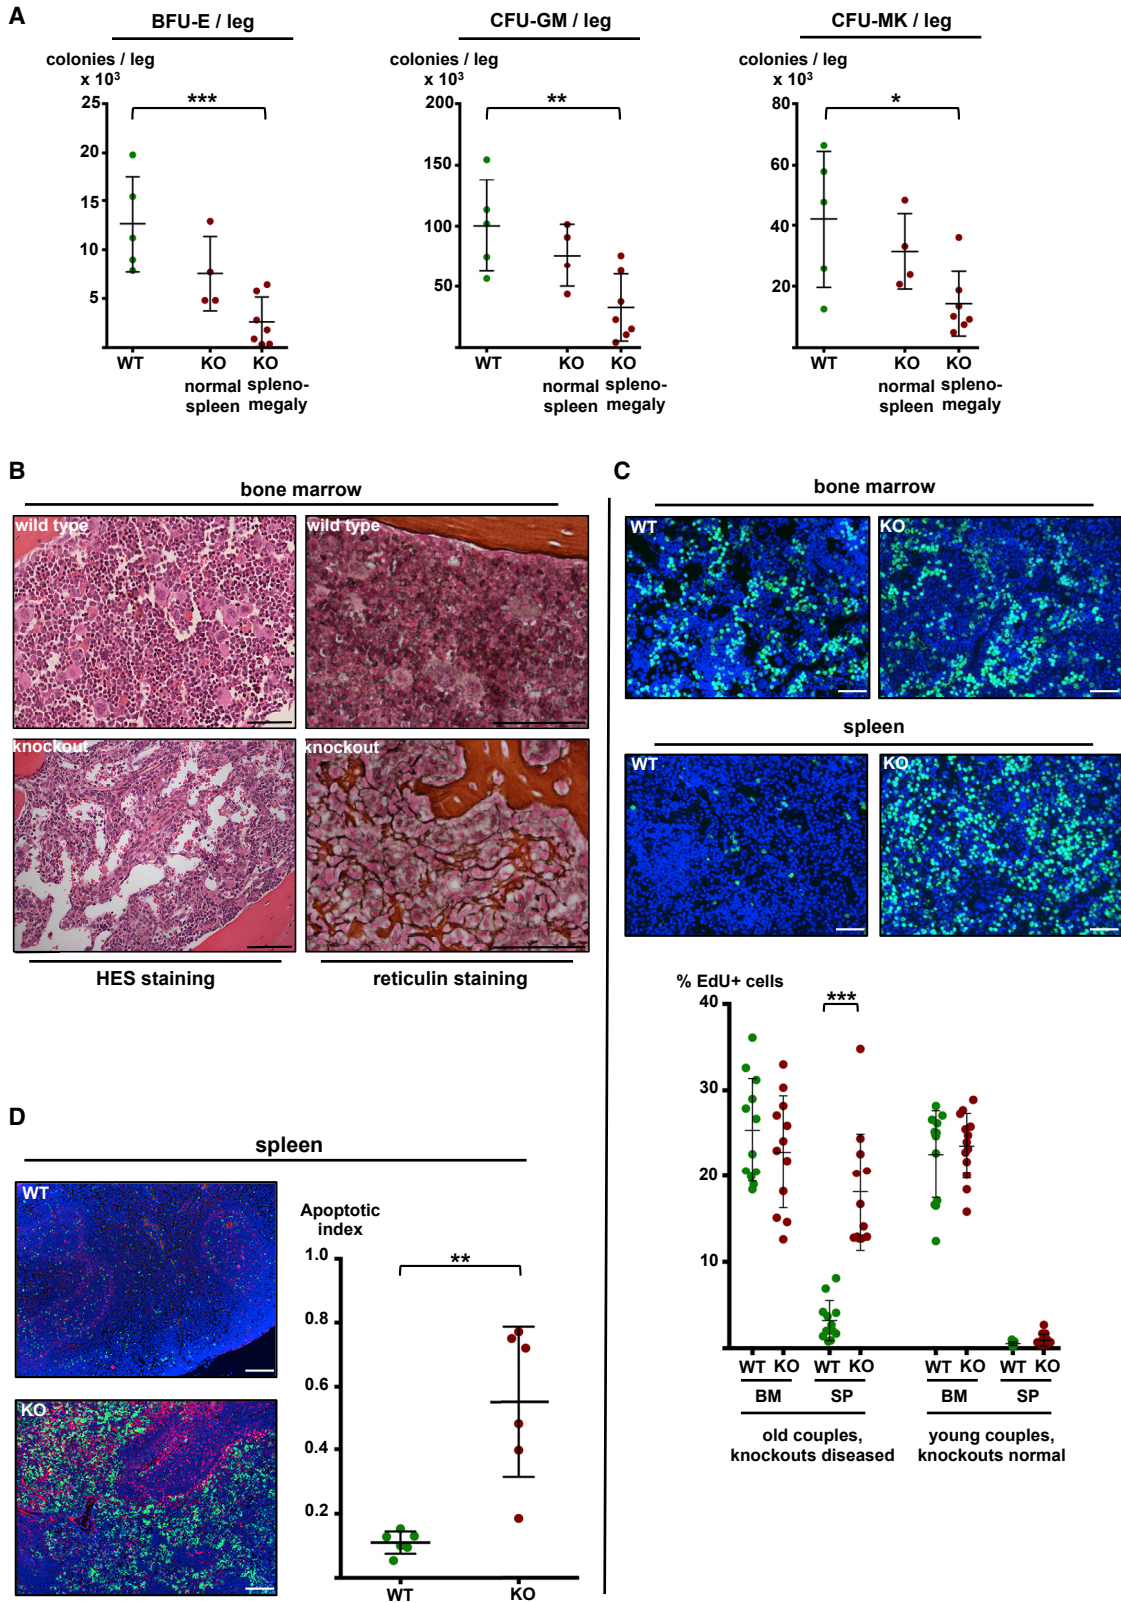 A
BFU-E / leg
colonies / leg
x 10³
25
20
15
10
5
***
WT
KO
normal
spleen
KO
spleno-
megaly
CFU-GM / leg
colonies / leg
x 10³
200
150
100
50
**
WT
KO
normal
spleen
KO
spleno-
megaly
CFU-MK / leg
colonies / leg
x 10³
80
60
40
20
*
WT
KO
normal
spleen
KO
spleno-
megaly
B
bone marrow
wild type
wild type
knockout
knockout
HES staining
reticulin staining
C
bone marrow
WT
KO
spleen
WT
KO
% EdU+ cells
40
30
20
10
***
WT KO WT KO WT KO WT KO
BM SP BM SP
old couples,
knockouts diseased
young couples,
knockouts normal
D
spleen
WT
KO
Apoptotic
index
1.0
0.8
0.6
0.4
0.2
**
WT KO